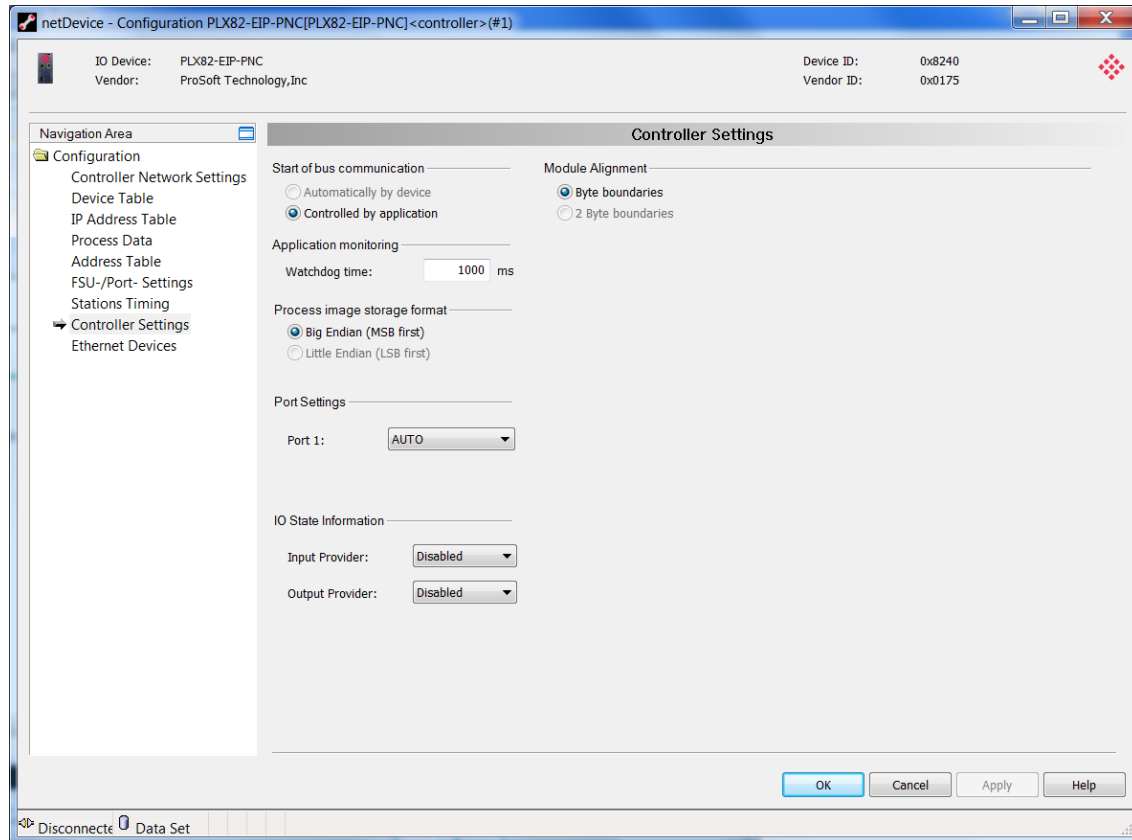 netDevice - Configuration PLX82-EIP-PNC[PLX82-EIP-PNC]<controller>(#1)
IO Device: PLX82-EIP-PNC Device ID: 0x8240
Vendor: ProSoft Technology,Inc Vendor ID: 0x0175
Navigation Area
Configuration
Controller Network Settings
Device Table
IP Address Table
Process Data
Address Table
FSU-/Port- Settings
Stations Timing
Controller Settings
Ethernet Devices
Controller Settings
Start of bus communication
Automatically by device
Controlled by application
Application monitoring
Watchdog time: 1000 ms
Process image storage format
Big Endian (MSB first)
Little Endian (LSB first)
Port Settings
Port 1: AUTO
IO State Information
Input Provider: Disabled
Output Provider: Disabled
Module Alignment
Byte boundaries
2 Byte boundaries
OK Cancel Apply Help
Disconnecte Data Set